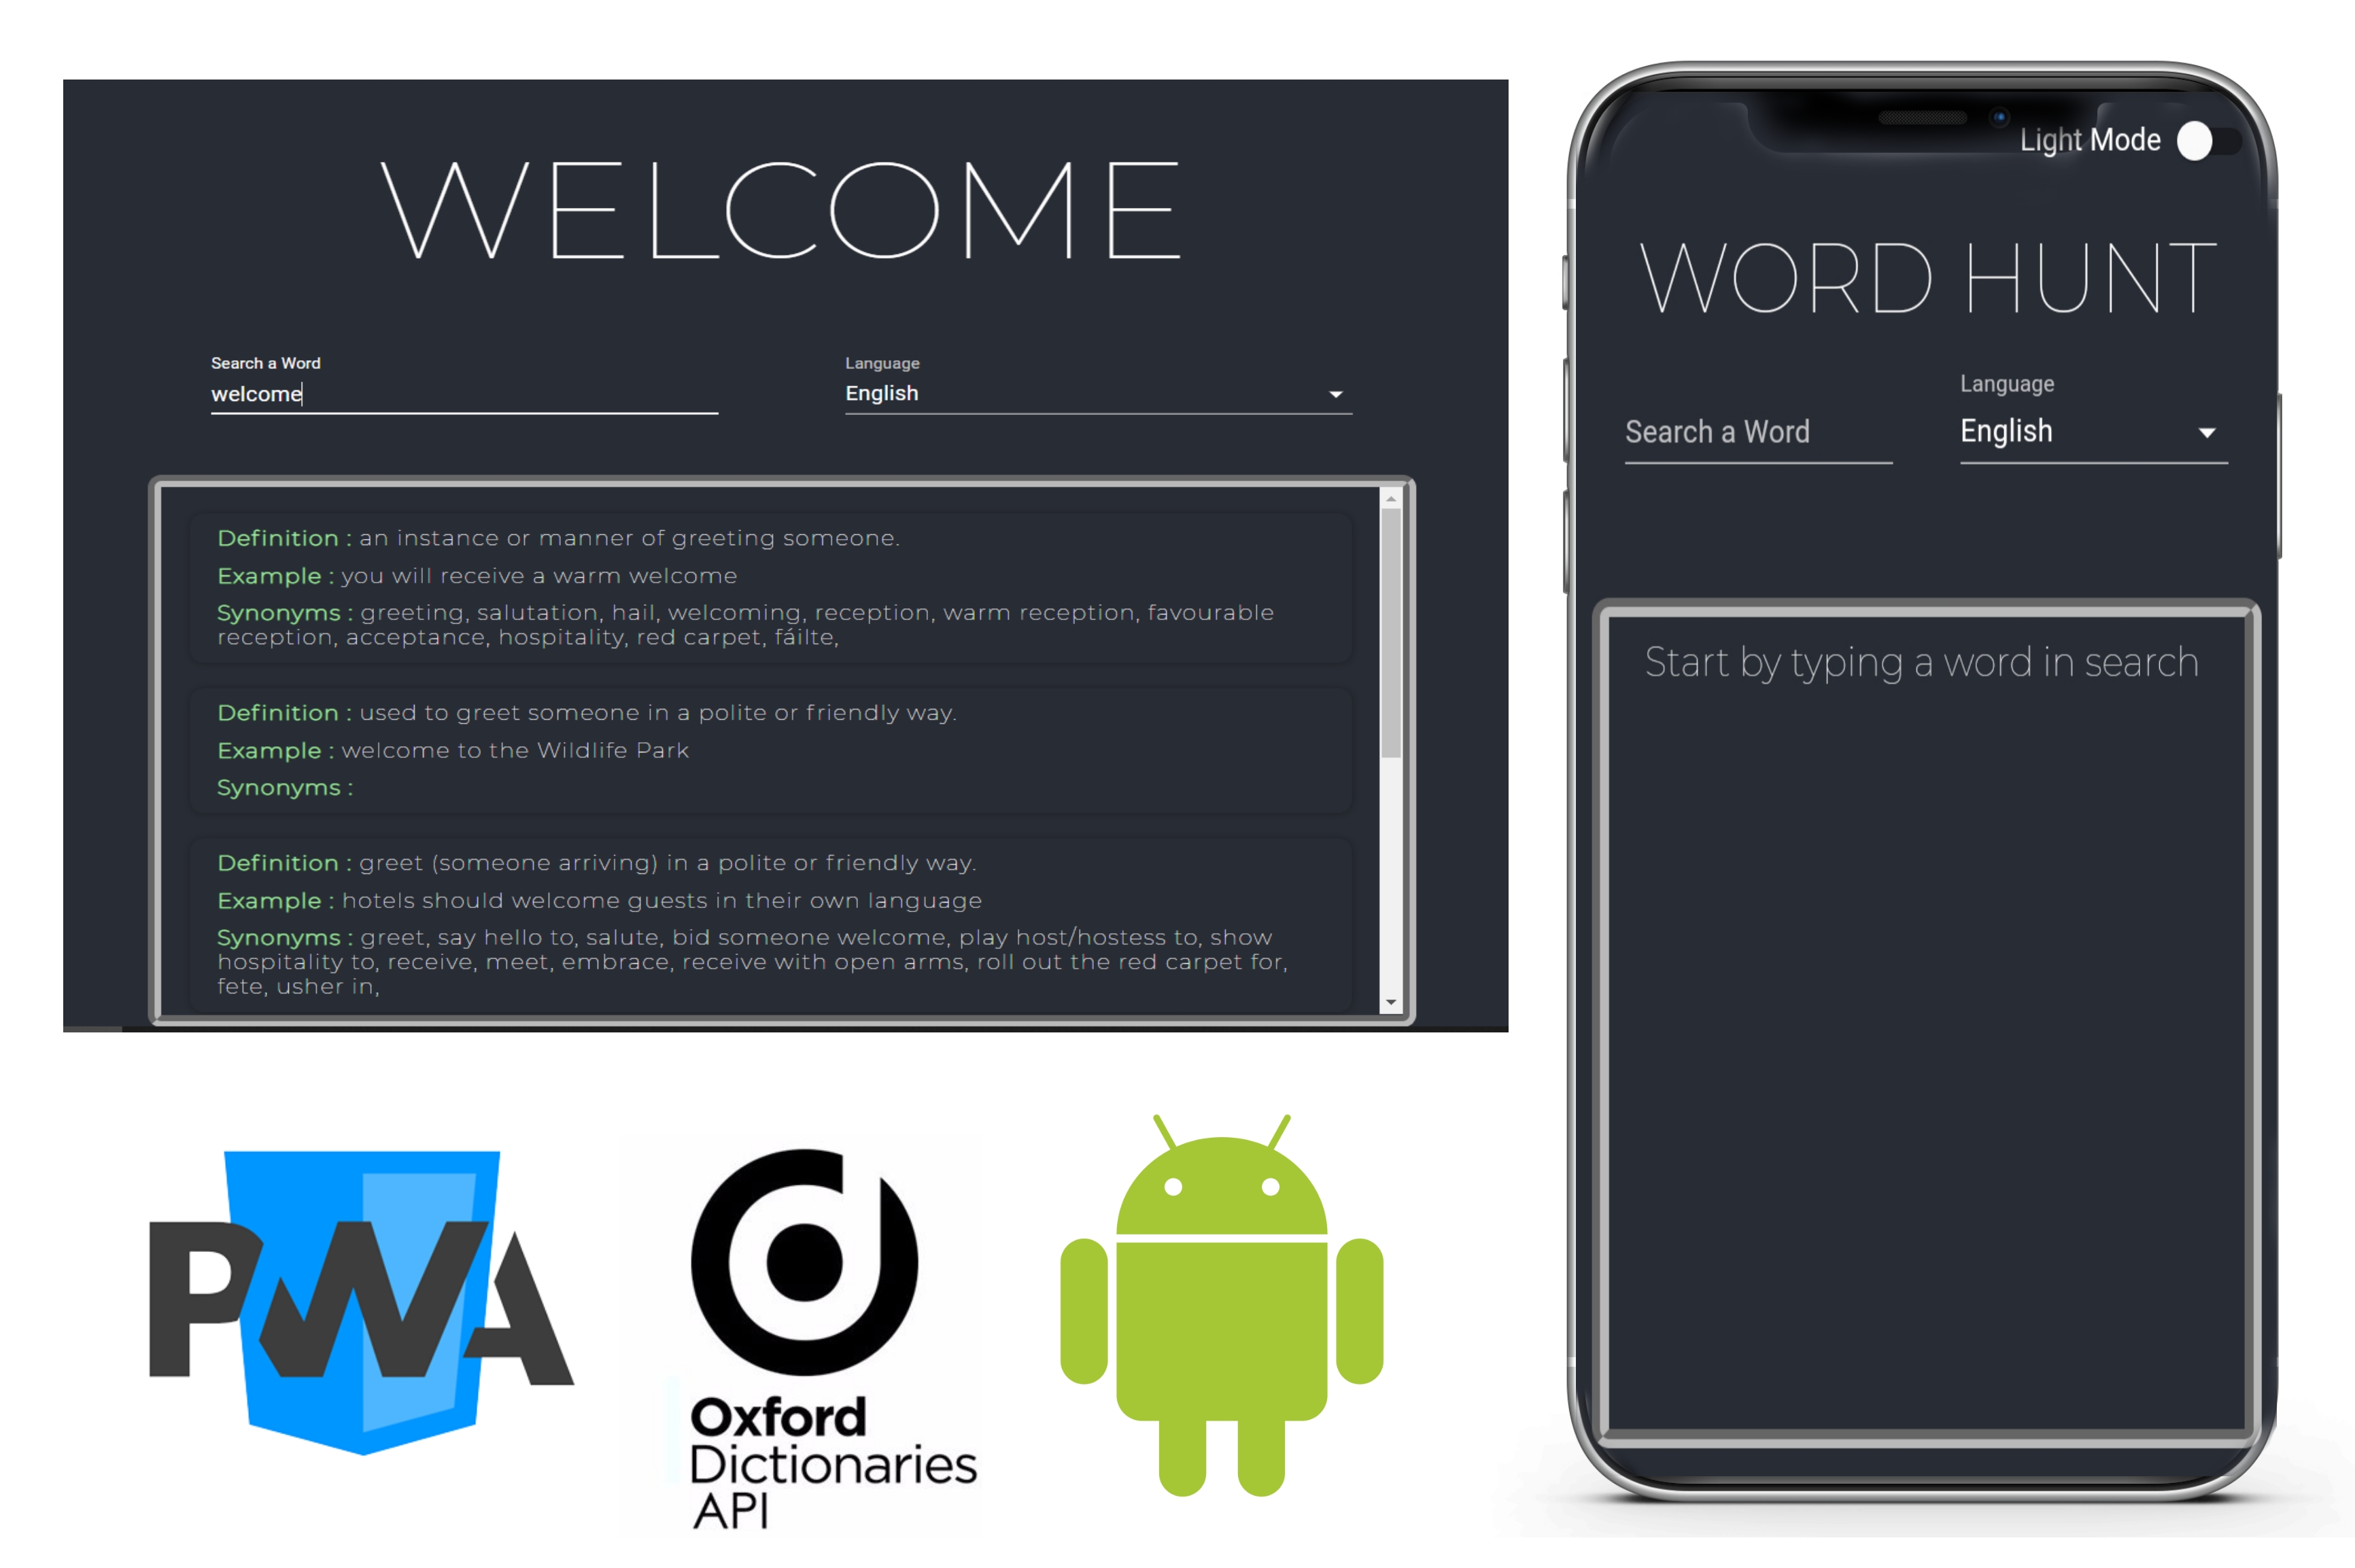 WELCOME
Search a Word
welcome
Language
English
Definition : an instance or manner of greeting someone.
Example : you will receive a warm welcome
Synonyms : greeting, salutation, hail, welcoming, reception, warm reception, favourable
reception, acceptance, hospitality, red carpet, fáilte,
Definition : used to greet someone in a polite or friendly way.
Example : welcome to the Wildlife Park
Synonyms :
Definition : greet (someone arriving) in a polite or friendly way.
Example : hotels should welcome guests in their own language
Synonyms : greet, say hello to, salute, bid someone welcome, play host/hostess to, show
hospitality to, receive, meet, embrace, receive with open arms, roll out the red carpet for,
fete, usher in,
Light Mode
WORD HUNT
Search a Word
Language
English
Start by typing a word in search
PWA
Oxford
Dictionaries
API